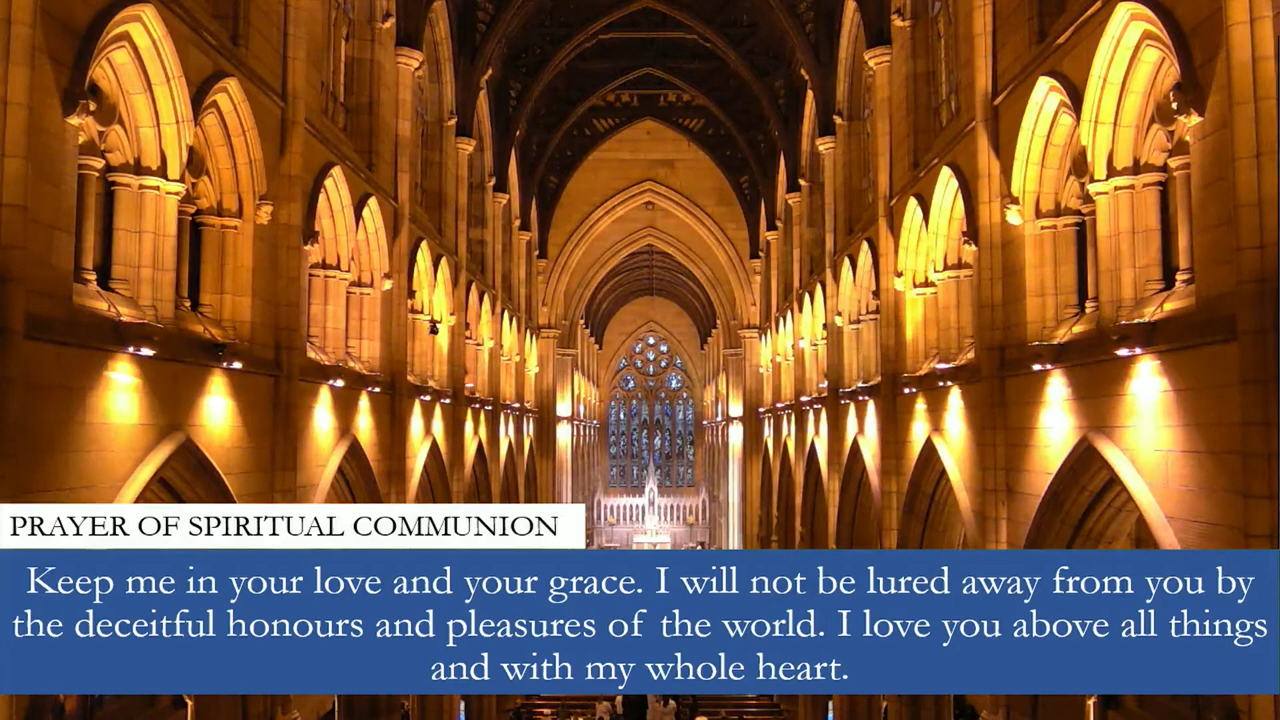 PRAYER OF SPIRITUAL COMMUNION
Keep me in your love and your grace. I will not be lured away from you by
the deceitful honours and pleasures of the world. I love you above all things
and with my whole heart.